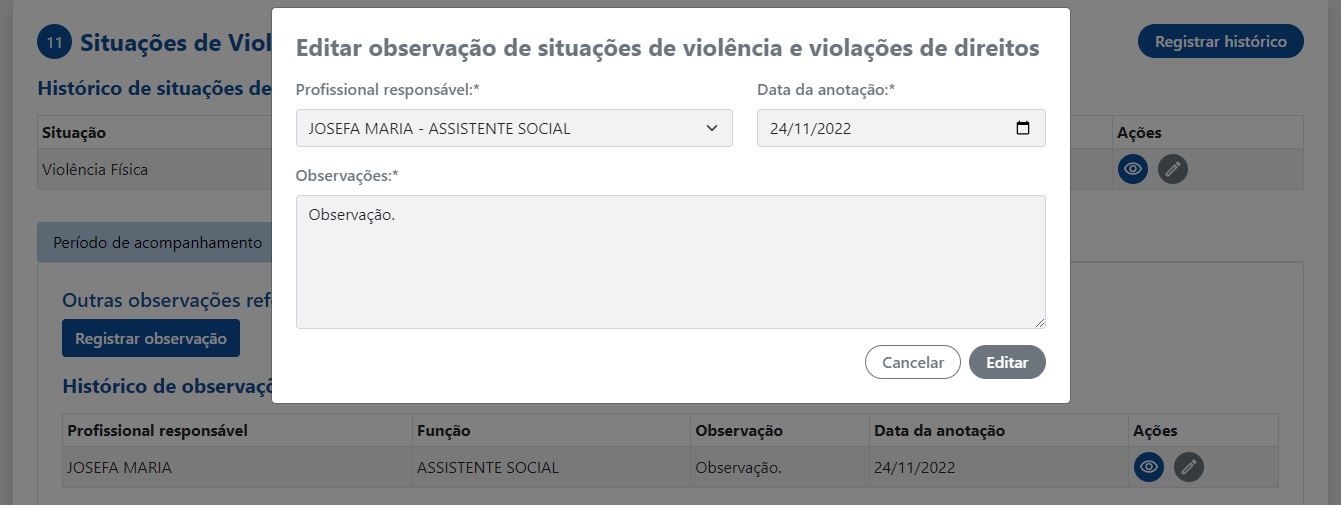 11 Situações de Viol
Registrar histórico
Histórico de situações de
Situação
Ações
Violência Física
Editar observação de situações de violência e violações de direitos
Profissional responsável:*
Data da anotação:*
JOSEFA MARIA - ASSISTENTE SOCIAL
24/11/2022
Observações:*
Observação.
Cancelar
Editar
Período de acompanhamento
Outras observações ref
Registrar observação
Histórico de observaçõ
Profissional responsável Função Observação Data da anotação Ações
JOSEFA MARIA ASSISTENTE SOCIAL Observação. 24/11/2022